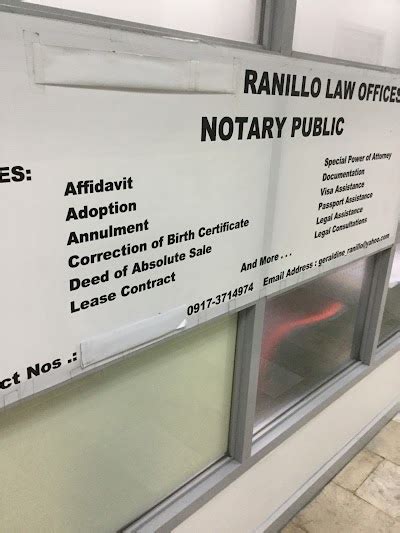 RANILLO LAW OFFICES
NOTARY PUBLIC
ES:
Affidavit
Adoption
Annulment
Correction of Birth Certificate
Deed of Absolute Sale
Lease Contract
Special Power of Attorney
Documentation
Visa Assistance
Passport Assistance
Legal Assistance
Legal Consultations
And More . . .
ct Nos .:
0917-3714974
Email Address : geraldine_ranillo@yahoo.com